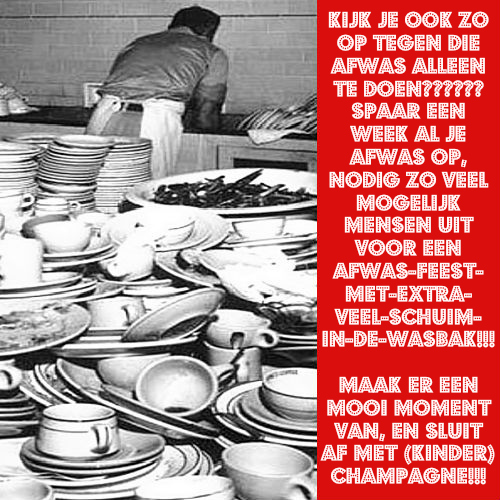 KIJK JE OOK ZO
OP TEGEN DIE
AFWAS ALLEEN
TE DOEN??????
SPAAR EEN
WEEK AL JE
AFWAS OP,
NODIG ZO VEEL
MOGELIJK
MENSEN UIT
VOOR EEN
AFWAS-FEEST-
MET-EXTRA-
VEEL-SCHUIM-
IN-DE-WASBAK!!!
MAAK ER EEN
MOOI MOMENT
VAN, EN SLUIT
AF MET (KINDER)
CHAMPAGNE!!!